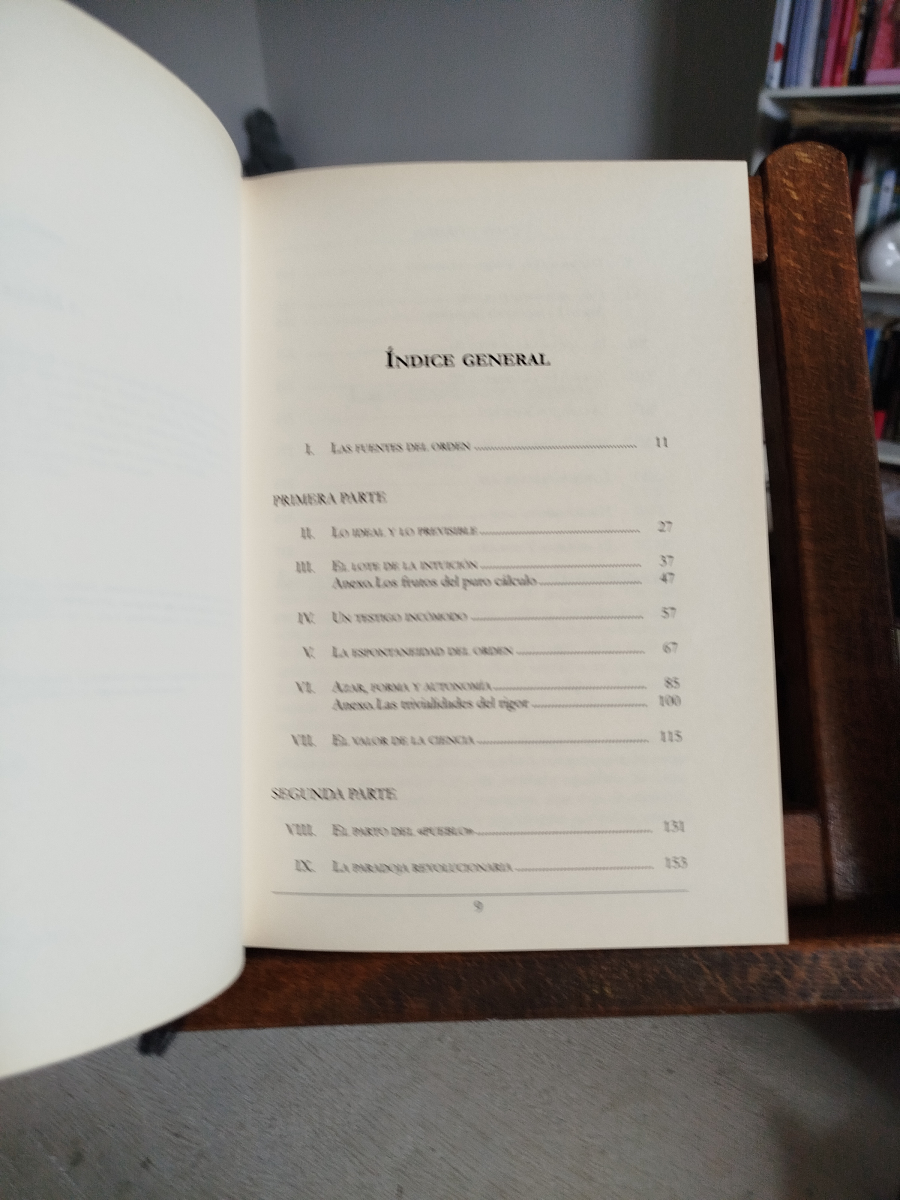 ÍNDICE GENERAL
I. LAS FUENTES DEL ORDEN 11
PRIMERA PARTE
II. LO IDEAL Y LO PREVISIBLE 27
III. EL LOTE DE LA INTUICIÓN 37
Anexo. Los frutos del puro cálculo 47
IV. UN TESTIGO INCÓMODO 57
V. LA ESPONTANEIDAD DEL ORDEN 67
VI. AZAR, FORMA Y AUTONOMÍA 85
Anexo. Las trivialidades del rigor 100
VII. EL VALOR DE LA CIENCIA 115
SEGUNDA PARTE
VIII. EL PARTO DEL «PUEBLO» 131
IX. LA PARADOJA REVOLUCIONARIA 153
9